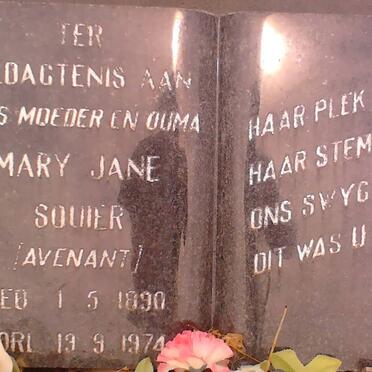 TER
DAGTENIS AAN
S MOEDER EN OUMA
MARY JANE
SQUIER
[AVENANT]
ED 1 5 1890
ORL 19 9 1974
HAAR PLEK
HAAR STEM
ONS SWYG
DIT WAS U